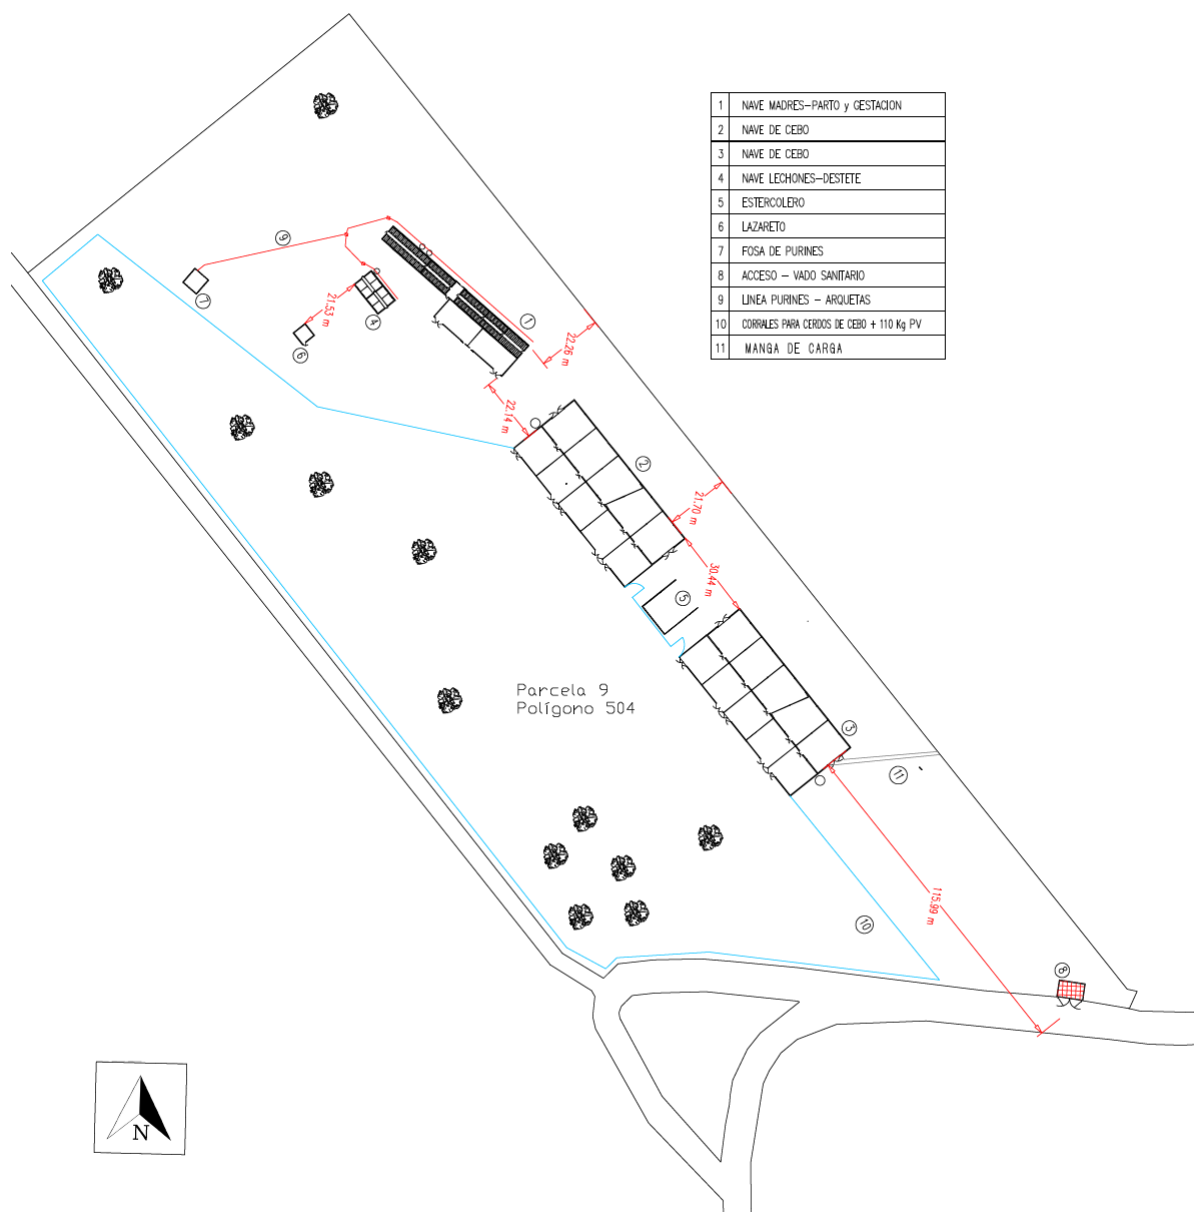 1 NAVE MADRES-PARTO y GESTACION
2 NAVE DE CEBO
3 NAVE DE CEBO
4 NAVE LECHONES-DESTETE
5 ESTERCOLERO
6 LAZARETO
7 FOSA DE PURINES
8 ACCESO - VADO SANITARIO
9 LINEA PURINES - ARQUETAS
10 CORRALES PARA CERDOS DE CEBO + 110 Kg PV
11 MANGA DE CARGA
9
7
21.53 m
4
6
1
22.26 m
22.14 m
2
21.70 m
30.44 m
5
Parcela 9
Polígono 504
3
11
115.99 m
10
8
N